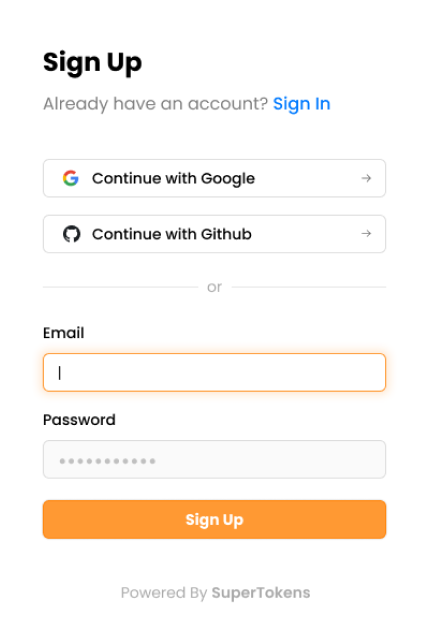 Sign Up
Already have an account? Sign In
Continue with Google
Continue with Github
or
Email
Password
Sign Up
Powered By SuperTokens